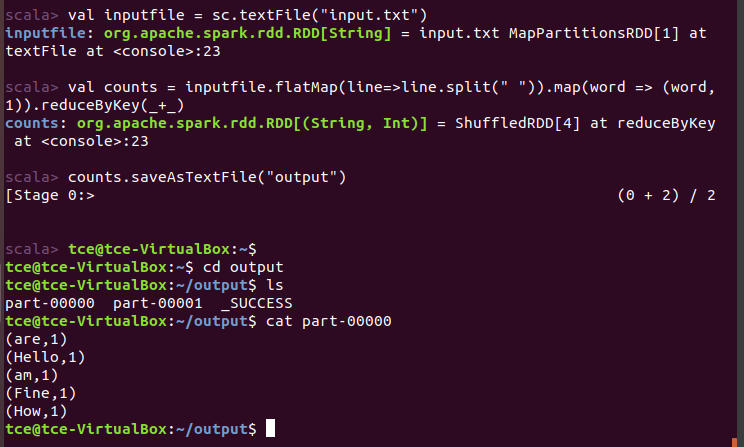 scala> val inputfile = sc.textFile("input.txt")
inputfile: org.apache.spark.rdd.RDD[String] = input.txt MapPartitionsRDD[1] at
textFile at <console>:23
scala> val counts = inputfile.flatMap(line=>line.split(" ")).map(word => (word,
1)).reduceByKey(_+_)
counts: org.apache.spark.rdd.RDD[(String, Int)] = ShuffledRDD[4] at reduceByKey
at <console>:23
scala> counts.saveAsTextFile("output")
[Stage 0:> (0 + 2) / 2
scala> tce@tce-VirtualBox:~$
tce@tce-VirtualBox:~$ cd output
tce@tce-VirtualBox:~/output$ ls
part-00000 part-00001 _SUCCESS
tce@tce-VirtualBox:~/output$ cat part-00000
(are,1)
(Hello,1)
(am,1)
(Fine,1)
(How,1)
tce@tce-VirtualBox:~/output$